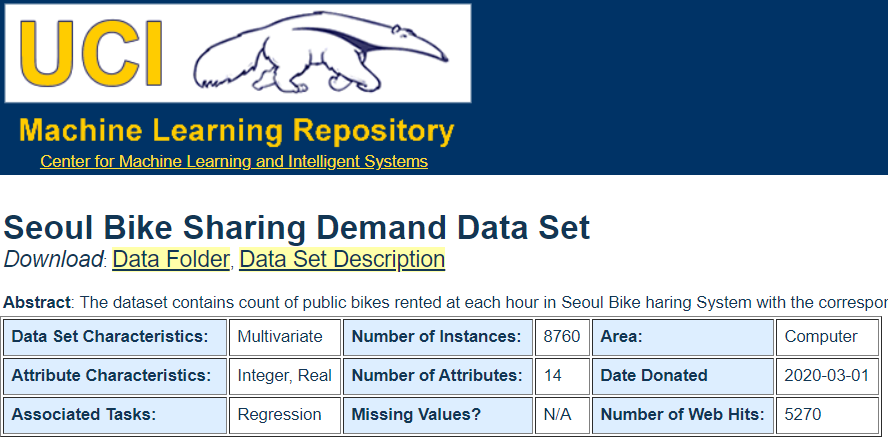 UCI
Machine Learning Repository
Center for Machine Learning and Intelligent Systems
Seoul Bike Sharing Demand Data Set
Download: Data Folder, Data Set Description
Abstract: The dataset contains count of public bikes rented at each hour in Seoul Bike haring System with the
Data Set Characteristics: Multivariate Number of Instances: 8760 Area: Computer
Attribute Characteristics: Integer, Real Number of Attributes: 14 Date Donated 2020-03-01
Associated Tasks: Regression Missing Values? N/A Number of Web Hits: 5270